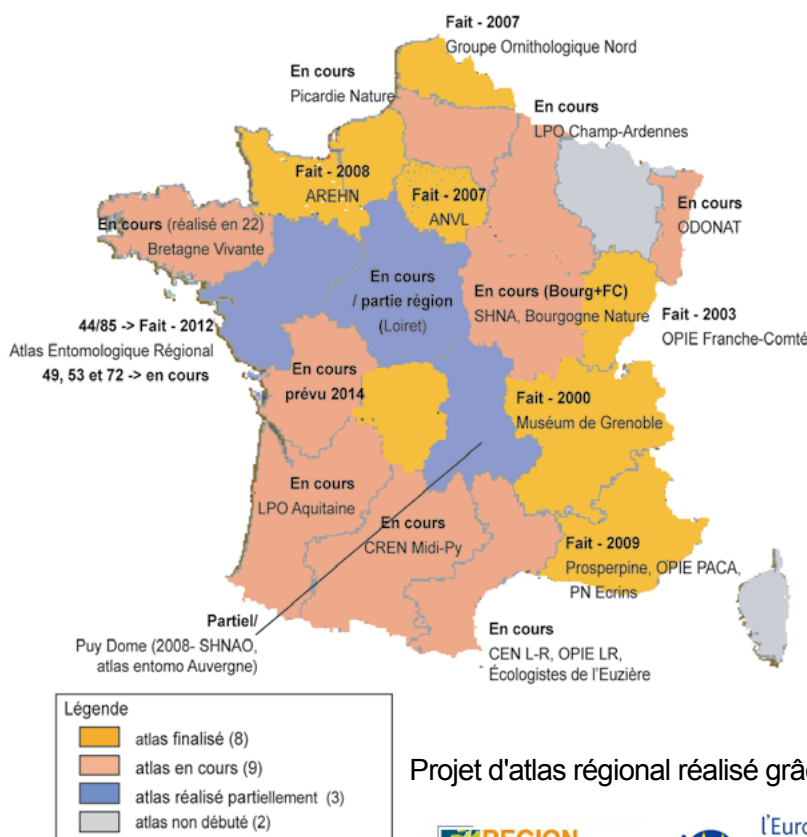 Fait - 2007
Groupe Ornithologique Nord
En cours
Picardie Nature
En cours
LPO Champ-Ardennes
Fait - 2008
AREHN
Fait - 2007
ANVL
En cours
ODONAT
En cours (réalisé en 22)
Bretagne Vivante
En cours
/ partie région
(Loiret)
En cours (Bourg+FC)
SHNA, Bourgogne Nature
Fait - 2003
OPIE Franche-Comté
44/85 -> Fait - 2012
Atlas Entomologique Régional
49, 53 et 72 -> en cours
En cours
prévu 2014
Fait - 2000
Muséum de Grenoble
En cours
LPO Aquitaine
En cours
CREN Midi-Py
Fait - 2009
Prosperpine, OPIE PACA,
PN Ecrins
Partiel/
Puy Dome (2008- SHNAO,
atlas entomo Auvergne)
En cours
CEN L-R, OPIE LR,
Écologistes de l'Euzière
Légende
atlas finalisé (8)
atlas en cours (9)
atlas réalisé partiellement (3)
atlas non débuté (2)
Projet d'atlas régional réalisé grâ
REGION
l'Euro